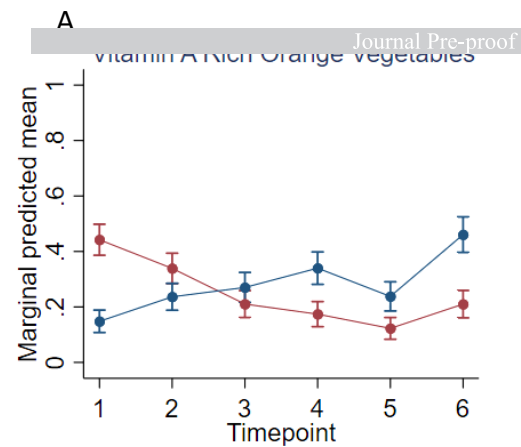 A
Journal Pre-proof
Vitamin A Rich Orange Vegetables
Marginal predicted mean
1
.8
.6
.4
.2
0
1 2 3 4 5 6
Timepoint